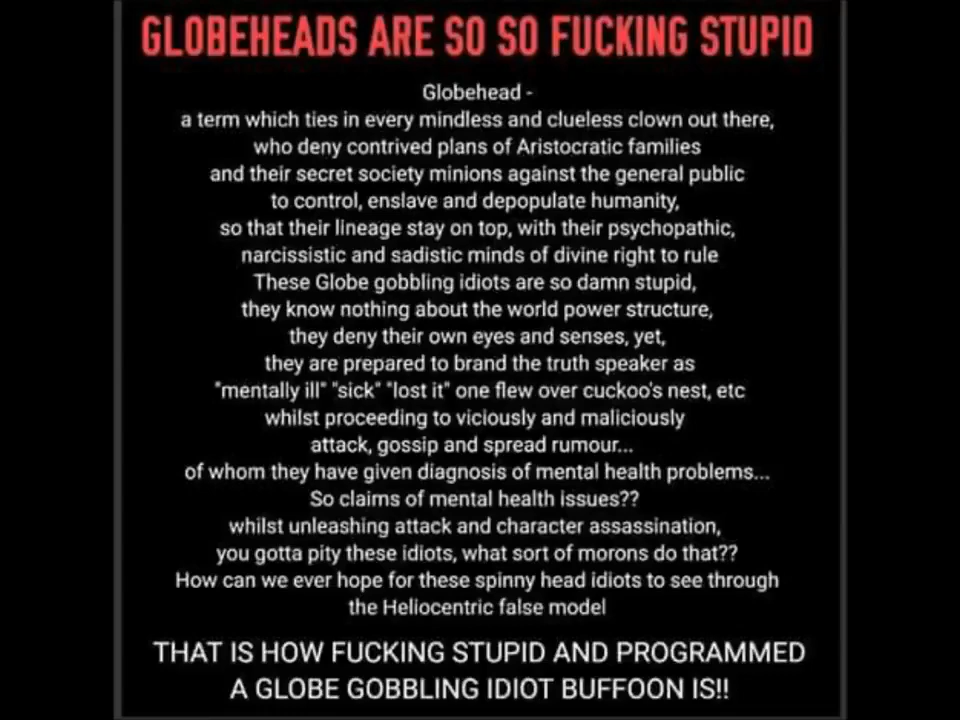 GLOBEHEADS ARE SO SO FUCKING STUPID
Globehead -
a term which ties in every mindless and clueless clown out there,
who deny contrived plans of Aristocratic families
and their secret society minions against the general public
to control, enslave and depopulate humanity,
so that their lineage stay on top, with their psychopathic,
narcissistic and sadistic minds of divine right to rule
These Globe gobbling idiots are so damn stupid,
they know nothing about the world power structure,
they deny their own eyes and senses, yet,
they are prepared to brand the truth speaker as
"mentally ill" "sick" "lost it" one flew over cuckoo's nest, etc
whilst proceeding to viciously and maliciously
attack, gossip and spread rumour...
of whom they have given diagnosis of mental health problems...
So claims of mental health issues??
whilst unleashing attack and character assassination,
you gotta pity these idiots, what sort of morons do that??
How can we ever hope for these spinny head idiots to see through
the Heliocentric false model
THAT IS HOW FUCKING STUPID AND PROGRAMMED
A GLOBE GOBBLING IDIOT BUFFOON IS!!